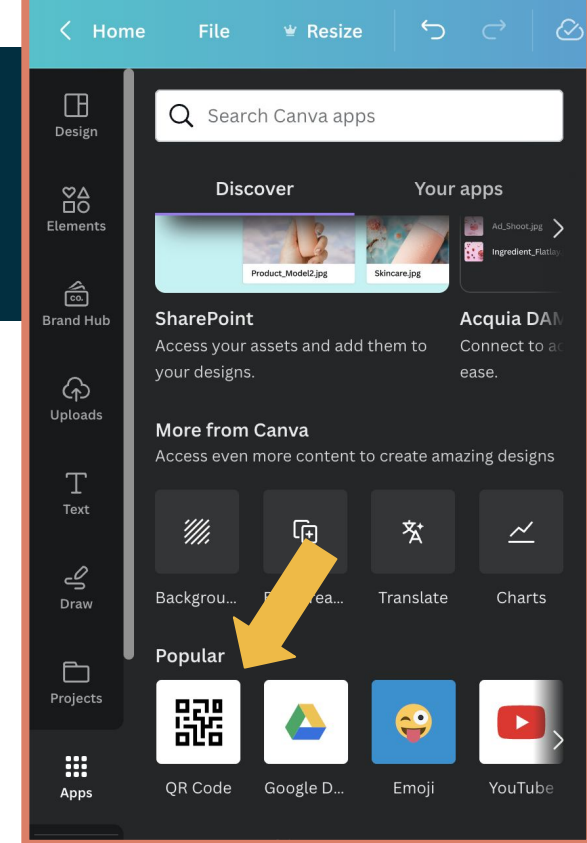 Home File Resize
Design
Elements
CO.
Brand Hub
Uploads
Text
Draw
Projects
Apps
Search Canva apps
Discover Your apps
Product_Model2.jpg Skincare.jpg
Ad_Shoot.jpg
Ingredient_Flatlay
SharePoint
Access your assets and add them to
your designs.
Acquia DAM
Connect to ac
ease.
More from Canva
Access even more content to create amazing designs
Backgrou... Translate Charts
Popular
QR Code Google D... Emoji YouTube